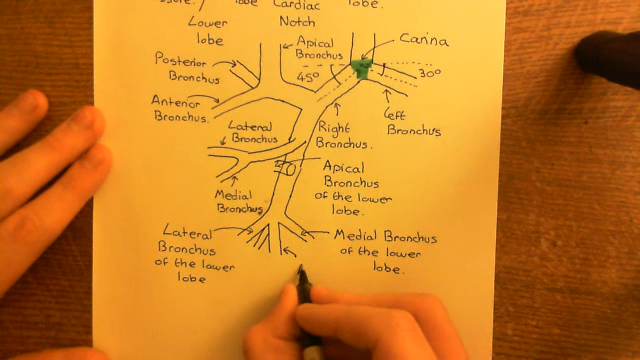 lobe Cardiac lobe.
Lower Notch
lobe
Apical
Bronchus
Carina
Posterior
Bronchus
45°
30°
Anterior
Bronchus.
Left
Bronchus
Lateral
Bronchus
Right
Bronchus.
Apical
Bronchus
of the lower
lobe.
Medial
Bronchus
Lateral
Bronchus
of the lower
lobe
Medial Bronchus
of the lower
lobe.